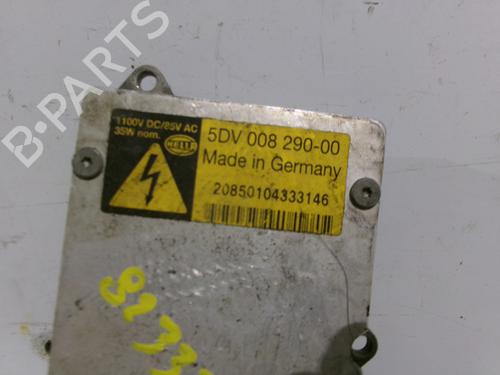 1100V DC/85V AC
35W nom.
HELLA
5DV 008 290-00
Made in Germany
20850104333146
B-PARTS